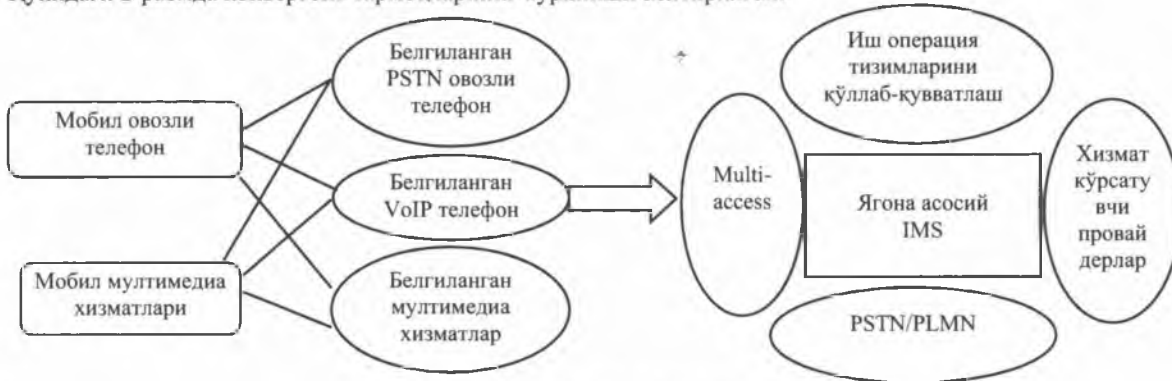 Мобил овозли
телефон
Мобил мултимедиа
хизматлари
Белгиланган
PSTN овозли
телефон
Белгиланган
VoIP телефон
Белгиланган
мултимедиа
хизматлар
Multi-
access
Иш операция
тизимларини
қўллаб-қувватлаш
Ягона асосий
IMS
PSTN/PLMN
Хизмат
кўрсату
вчи
провай
дерлар